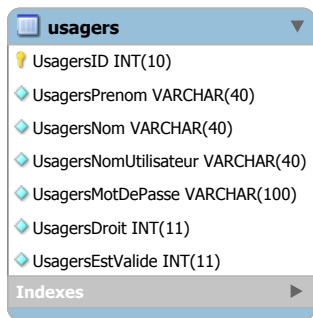 usagers
UsagersID INT(10)
UsagersPrenom VARCHAR(40)
UsagersNom VARCHAR(40)
UsagersNomUtilisateur VARCHAR(40)
UsagersMotDePasse VARCHAR(100)
UsagersDroit INT(11)
UsagersEstValide INT(11)
Indexes